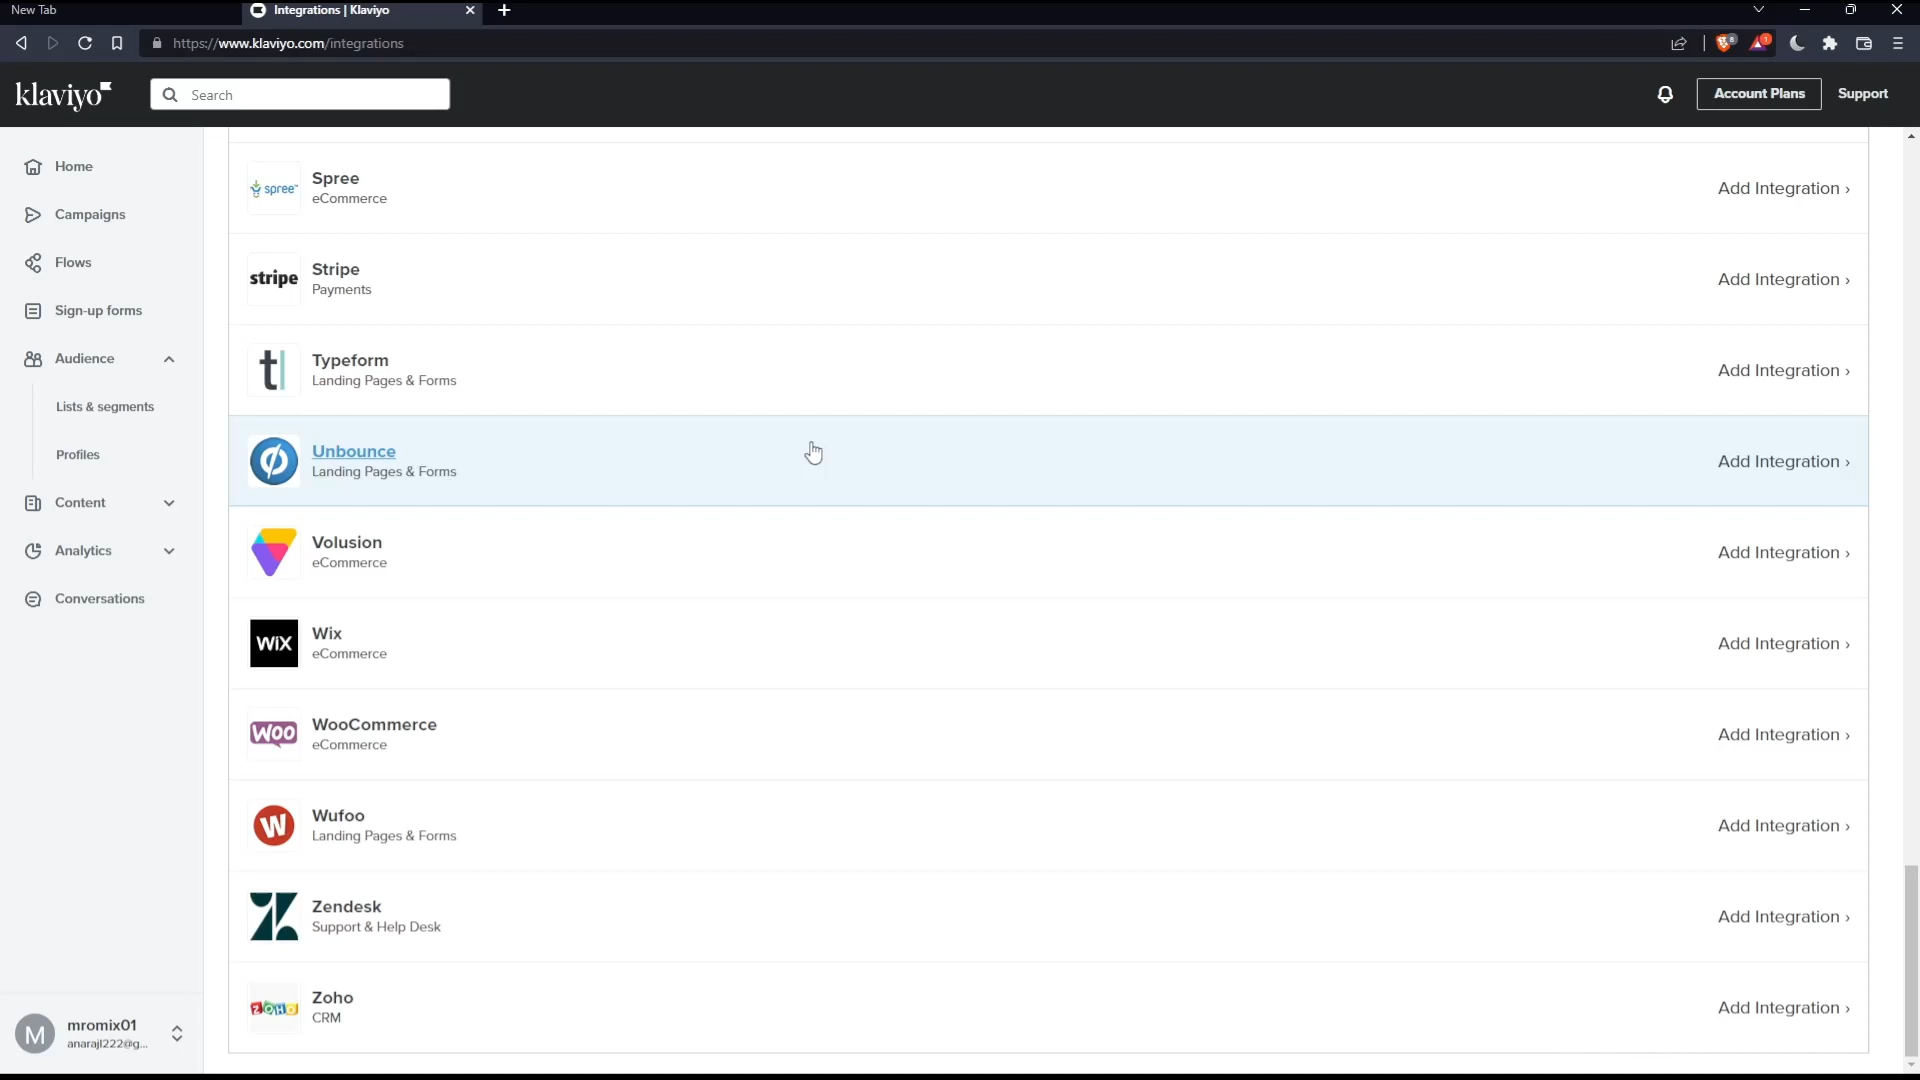 New Tab
Integrations | Klaviyo
https://www.klaviyo.com/integrations
8
1
klaviyo
Search
Account Plans
Support
Home
Campaigns
Flows
Sign-up forms
Audience
Lists & segments
Profiles
Content
Analytics
Conversations
spree
Spree
eCommerce
Add Integration ›
stripe
Stripe
Payments
Add Integration ›
Typeform
Landing Pages & Forms
Add Integration ›
Unbounce
Landing Pages & Forms
Add Integration ›
Volusion
eCommerce
Add Integration ›
WiX
Wix
eCommerce
Add Integration ›
WOO
WooCommerce
eCommerce
Add Integration ›
W
Wufoo
Landing Pages & Forms
Add Integration ›
Zendesk
Support & Help Desk
Add Integration ›
ZOHO
Zoho
CRM
Add Integration ›
M
mromix01
anarajl222@g...